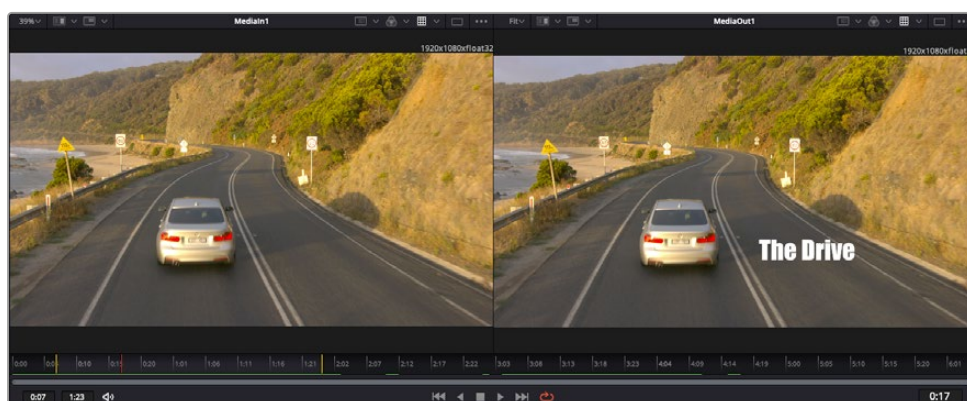 39% MediaIn1 Fit MediaOut1
1920x1080xfloat32 1920x1080xfloat
The Drive
0:00 0:10 0:15 0:20 1:01 1:06 1:11 1:16 1:21 2:02 2:07 2:12 2:17 2:22 3:03 3:08 3:13 3:18 3:23 4:04 4:09 4:14 4:19 5:00 5:05 5:10 5:15 5:20 6:01
0:07 1:23 0:17